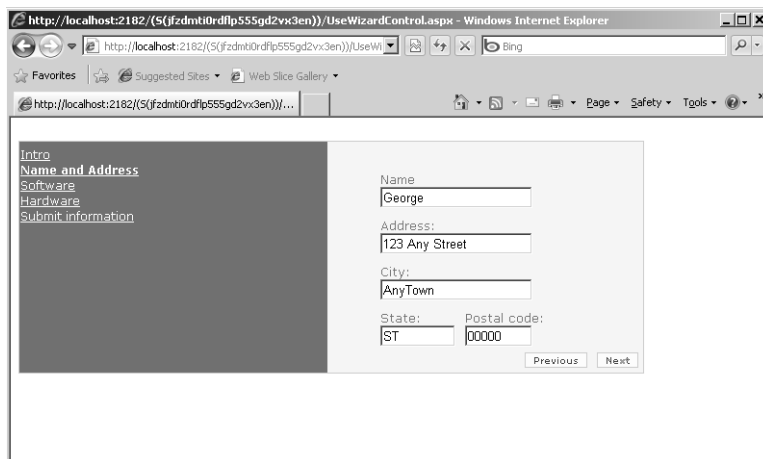 http://localhost:2182/(S(jfzdmti0rdflp555gd2vx3en))/UseWizardControl.aspx - Windows Internet Explorer
http://localhost:2182/(S(jfzdmti0rdflp555gd2vx3en))/UseWi Bing
Favorites Suggested Sites Web Slice Gallery
http://localhost:2182/(S(jfzdmti0rdflp555gd2vx3en))/... Page Safety Tools »
Intro
Name and Address
Software
Hardware
Submit information
Name
George
Address:
123 Any Street
City:
AnyTown
State: Postal code:
ST 00000
Previous Next